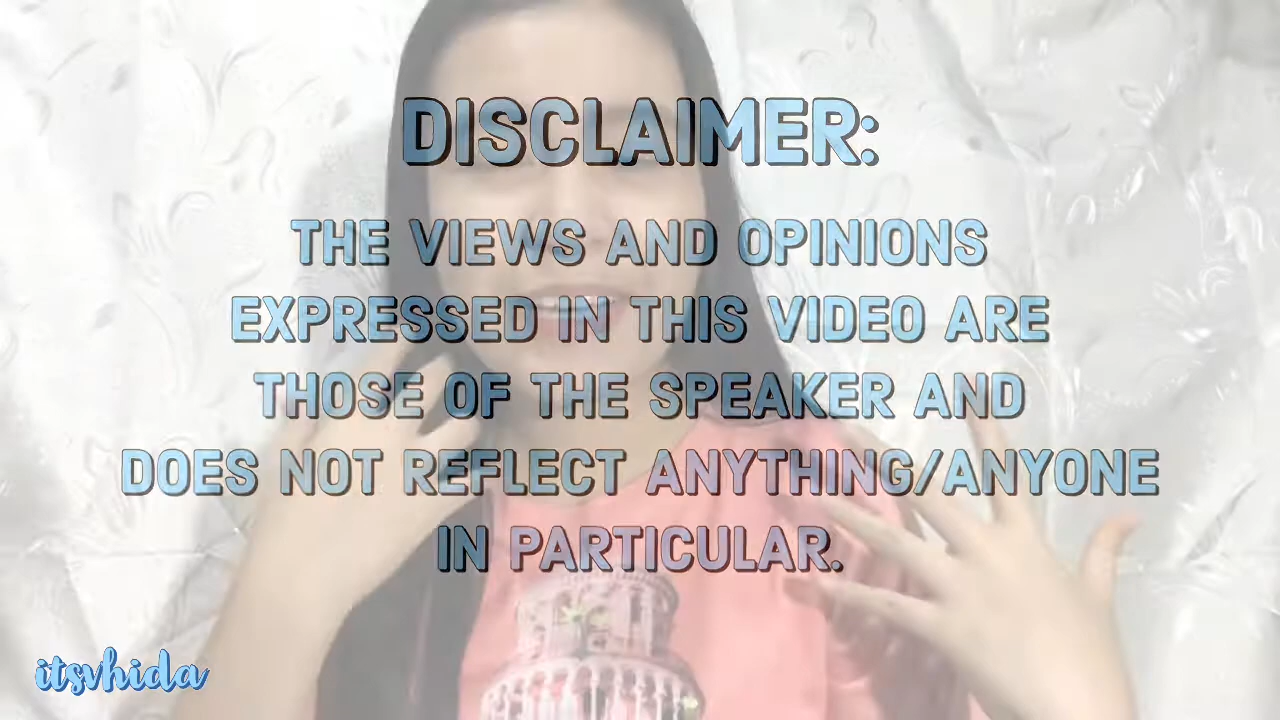 DISCLAIMER:
THE VIEWS AND OPINIONS
EXPRESSED IN THIS VIDEO ARE
THOSE OF THE SPEAKER AND
DOES NOT REFLECT ANYTHING/ANYONE
IN PARTICULAR.
itsvhida